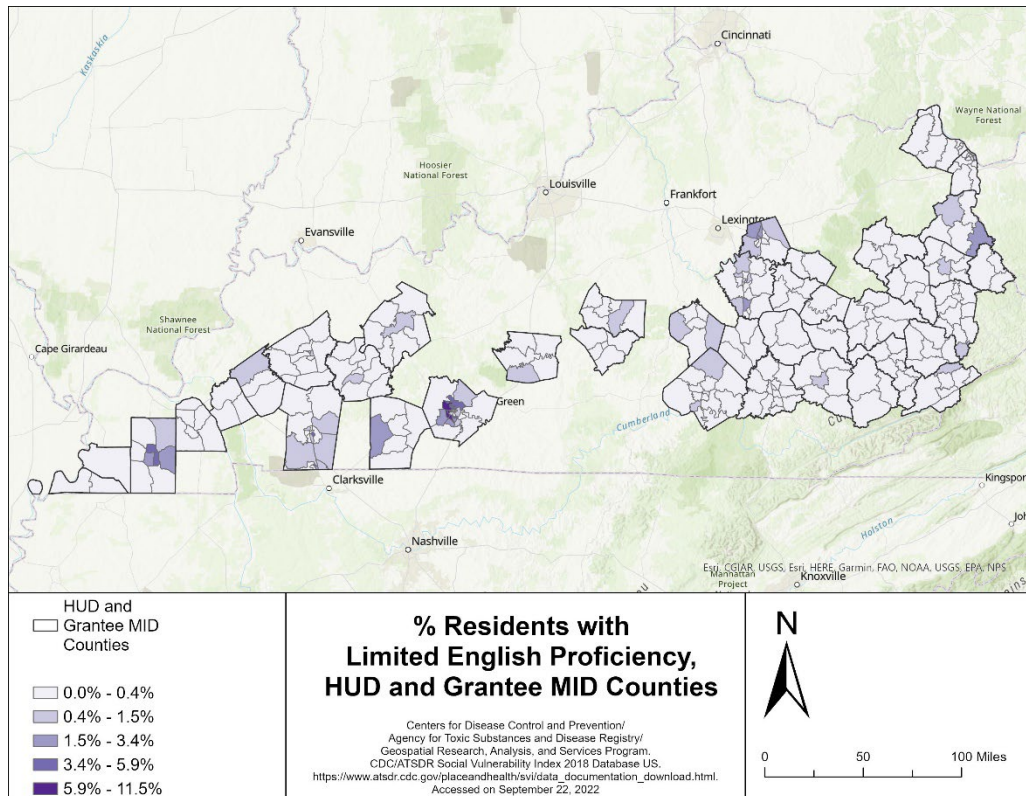 Kaskaskia
Cincinnati
Wayne National
Forest
Hoosier
National Forest
Louisville
Frankfort
Lexington
Evansville
Shawnee
National Forest
Cape Girardeau
Green
Cumberland
Clarksville
Kingspor
Holston
Joh
Nashville
Manhattan
Project
Knoxville
Esri, CGIAR, USGS, Esri, HERE, Garmin, FAO, NOAA, USGS, EPA, NPS
HUD and
Grantee MID
Counties
0.0% - 0.4%
0.4% - 1.5%
1.5% - 3.4%
3.4% - 5.9%
5.9% - 11.5%
% Residents with
Limited English Proficiency,
HUD and Grantee MID Counties
Centers for Disease Control and Prevention/
Agency for Toxic Substances and Disease Registry/
Geospatial Research, Analysis, and Services Program.
CDC/ATSDR Social Vulnerability Index 2018 Database US.
https://www.atsdr.cdc.gov/placeandhealth/svi/data_documentation_download.html.
Accessed on September 22, 2022
N
0 50 100 Miles